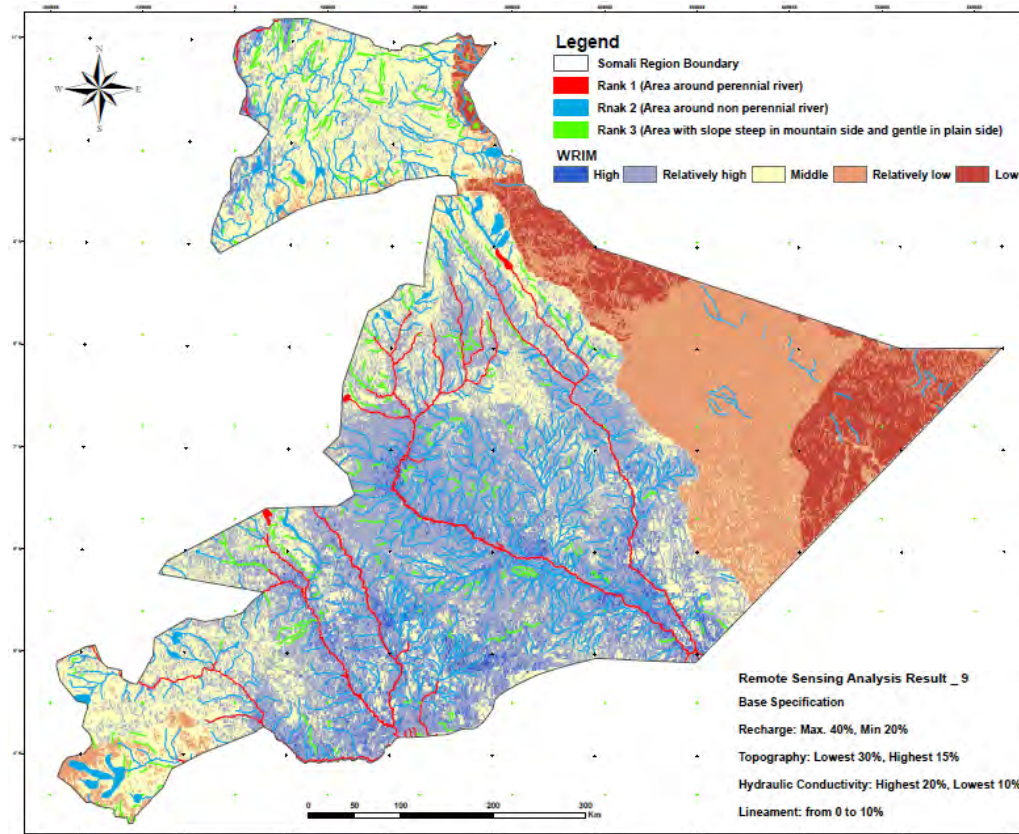 N
W E
S
Legend
Somali Region Boundary
Rank 1 (Area around perennial river)
Rnak 2 (Area around non perennial river)
Rank 3 (Area with slope steep in mountain side and gentle in plain side)
WRIM
High Relatively high Middle Relatively low Low
Remote Sensing Analysis Result _ 9
Base Specification
Recharge: Max. 40%, Min 20%
Topography: Lowest 30%, Highest 15%
Hydraulic Conductivity: Highest 20%, Lowest 10%
Lineament: from 0 to 10%
0 50 100 200 300
Km